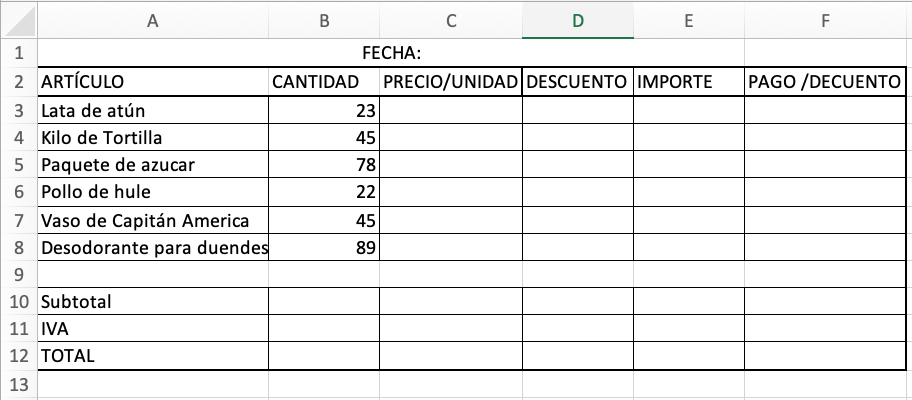 A B C D E F
1 FECHA:
2 ARTÍCULO CANTIDAD PRECIO/UNIDAD DESCUENTO IMPORTE PAGO /DECUENTO
3 Lata de atún 23
4 Kilo de Tortilla 45
5 Paquete de azucar 78
6 Pollo de hule 22
7 Vaso de Capitán America 45
8 Desodorante para duendes 89
9
10 Subtotal
11 IVA
12 TOTAL
13